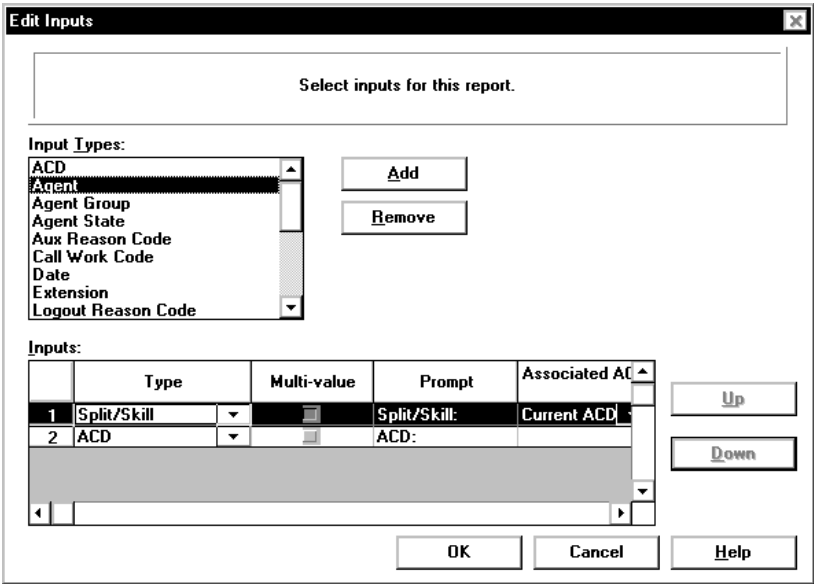 Edit Inputs
Select inputs for this report.
Input Types:
ACD
Agent
Agent Group
Agent State
Aux Reason Code
Call Work Code
Date
Extension
Logout Reason Code
Add
Remove
Inputs:
Type Multi-value Prompt Associated AC
1 Split/Skill Split/Skill: Current ACD
2 ACD ACD:
Up
Down
OK Cancel Help